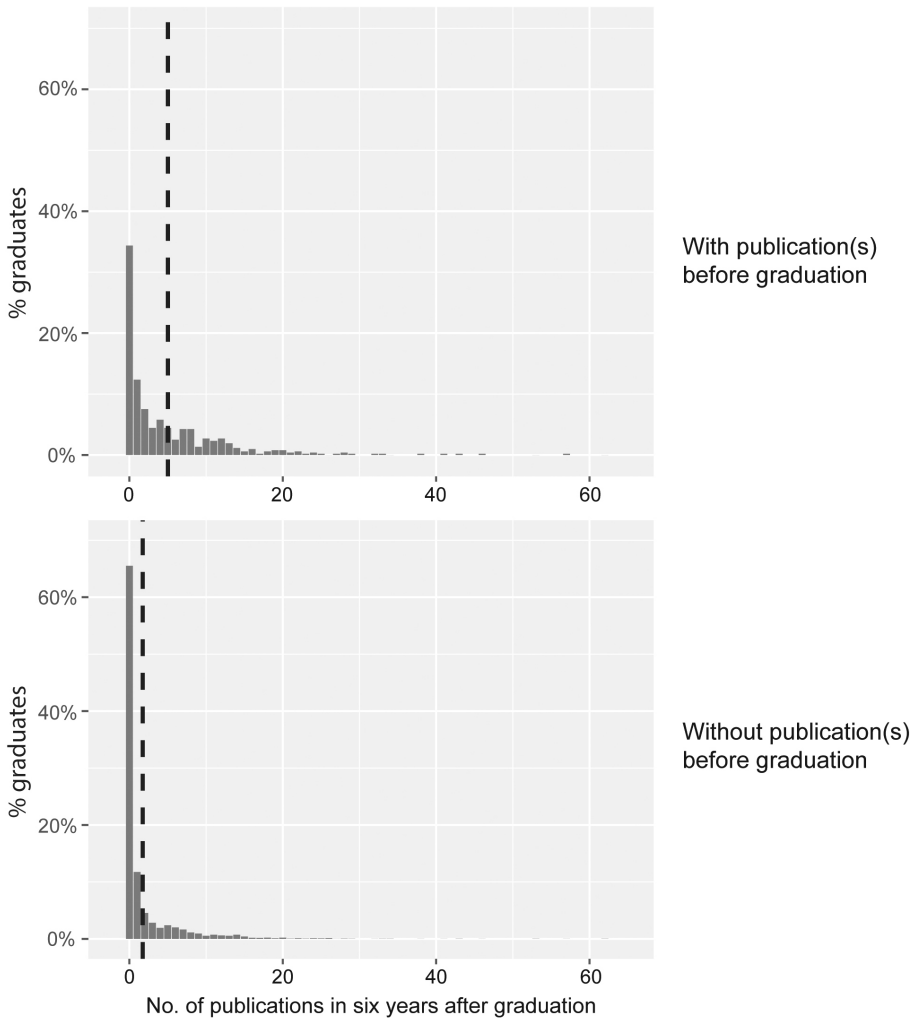 60%
40%
20%
0%
% graduates
0 20 40 60
With publication(s)
before graduation
60%
40%
20%
0%
% graduates
0 20 40 60
Without publication(s)
before graduation
No. of publications in six years after graduation